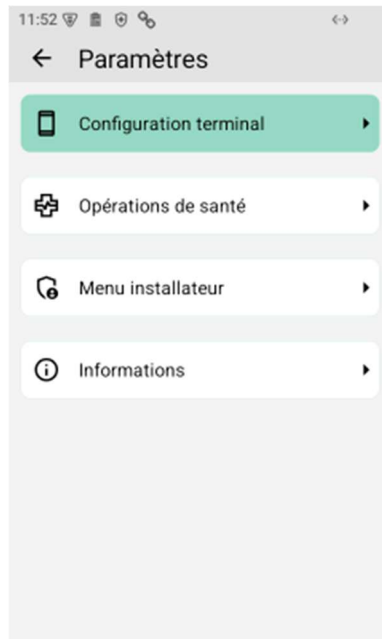 11:52
Paramètres
Configuration terminal
Opérations de santé
Menu installateur
Informations